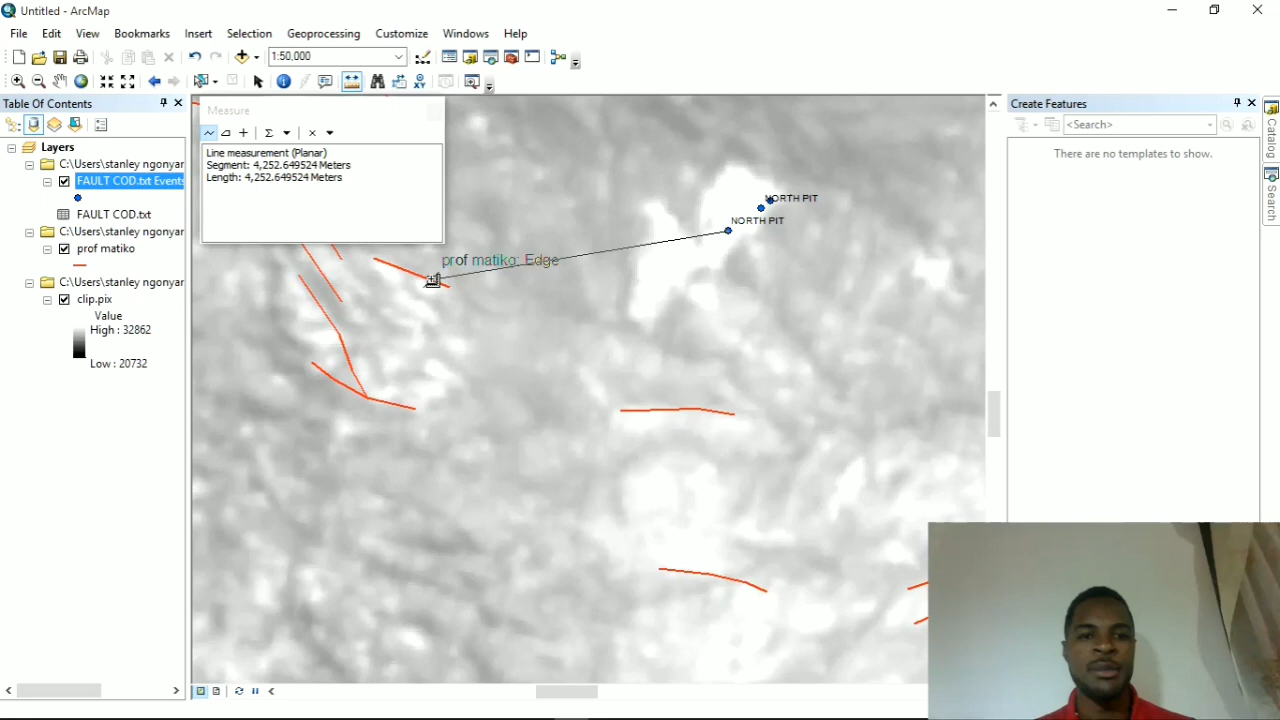 Untitled - ArcMap
File Edit View Bookmarks Insert Selection Geoprocessing Customize Windows Help
1:50,000
Table Of Contents
Layers
C:\Users\stanley ngonyar
FAULT COD.txt Events
FAULT COD.txt
C:\Users\stanley ngonyar
prof matiko
C:\Users\stanley ngonyar
clip.pix
Value
High : 32862
Low : 20732
Measure
Line measurement (Planar)
Segment: 4,252.649524 Meters
Length: 4,252.649524 Meters
prof matiko: Edge
NORTH PIT
NORTH PIT
Create Features
<Search>
There are no templates to show.
Catalog
Search